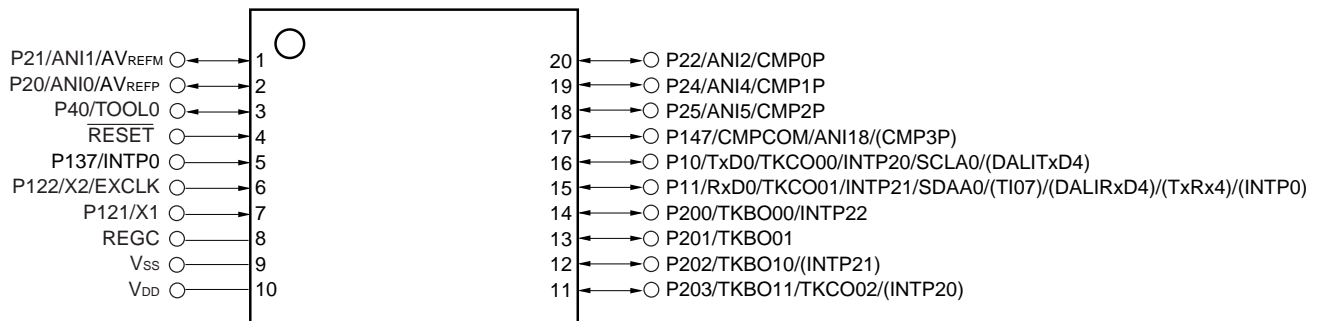 P21/ANI1/AVREFM 1 20 P22/ANI2/CMP0P
P20/ANI0/AVREFP 2 19 P24/ANI4/CMP1P
P40/TOOL0 3 18 P25/ANI5/CMP2P
RESET 4 17 P147/CMPCOM/ANI18/(CMP3P)
P137/INTP0 5 16 P10/TxD0/TKCO00/INTP20/SCLA0/(DALITxD4)
P122/X2/EXCLK 6 15 P11/RxD0/TKCO01/INTP21/SDAA0/(TI07)/(DALIRxD4)/(TxRx4)/(INTP0)
P121/X1 7 14 P200/TKBO00/INTP22
REGC 8 13 P201/TKBO01
Vss 9 12 P202/TKBO10/(INTP21)
VDD 10 11 P203/TKBO11/TKCO02/(INTP20)